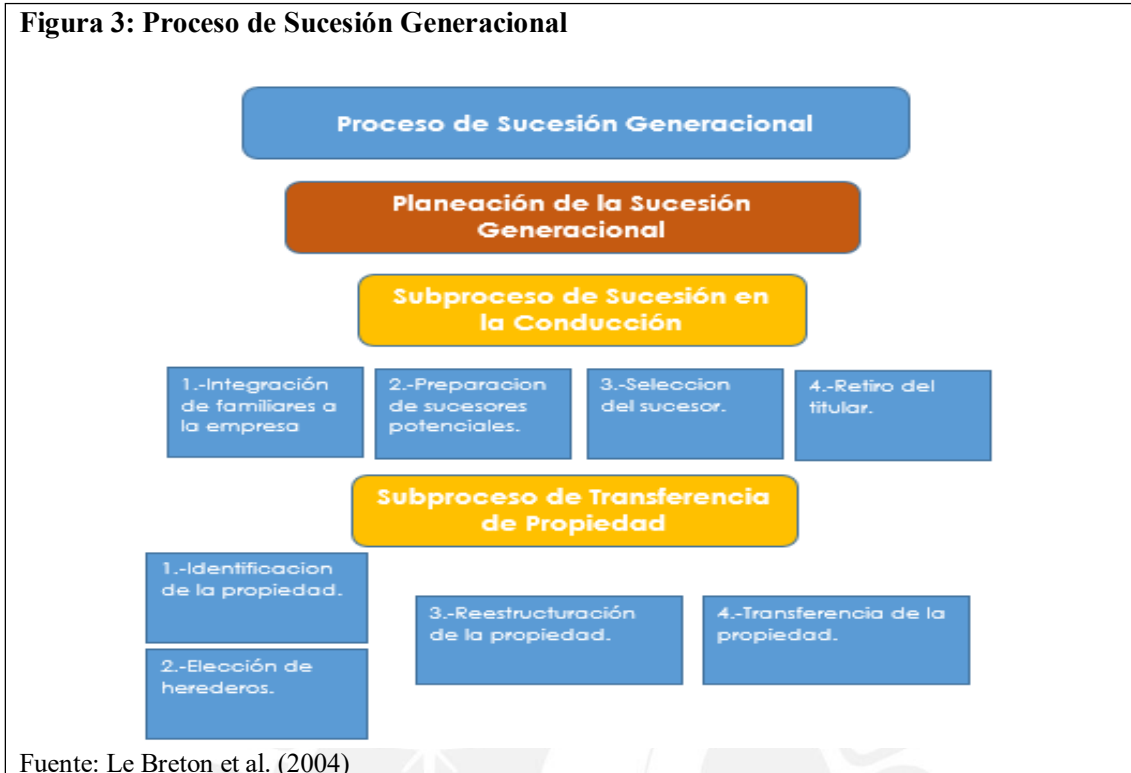 Figura 3: Proceso de Sucesión Generacional
Proceso de Sucesión Generacional
Planeación de la Sucesión
Generacional
Subproceso de Sucesión en
la Conducción
1.-Integración
de familiares a
la empresa
2.-Preparacion
de sucesores
potenciales.
3.-Seleccion
del sucesor.
4.-Retiro del
titular.
Subproceso de Transferencia
de Propiedad
1.-Identificacion
de la propiedad.
2.-Elección de
herederos.
3.-Reestructuración
de la propiedad.
4.-Transferencia de la
propiedad.
Fuente: Le Breton et al. (2004)